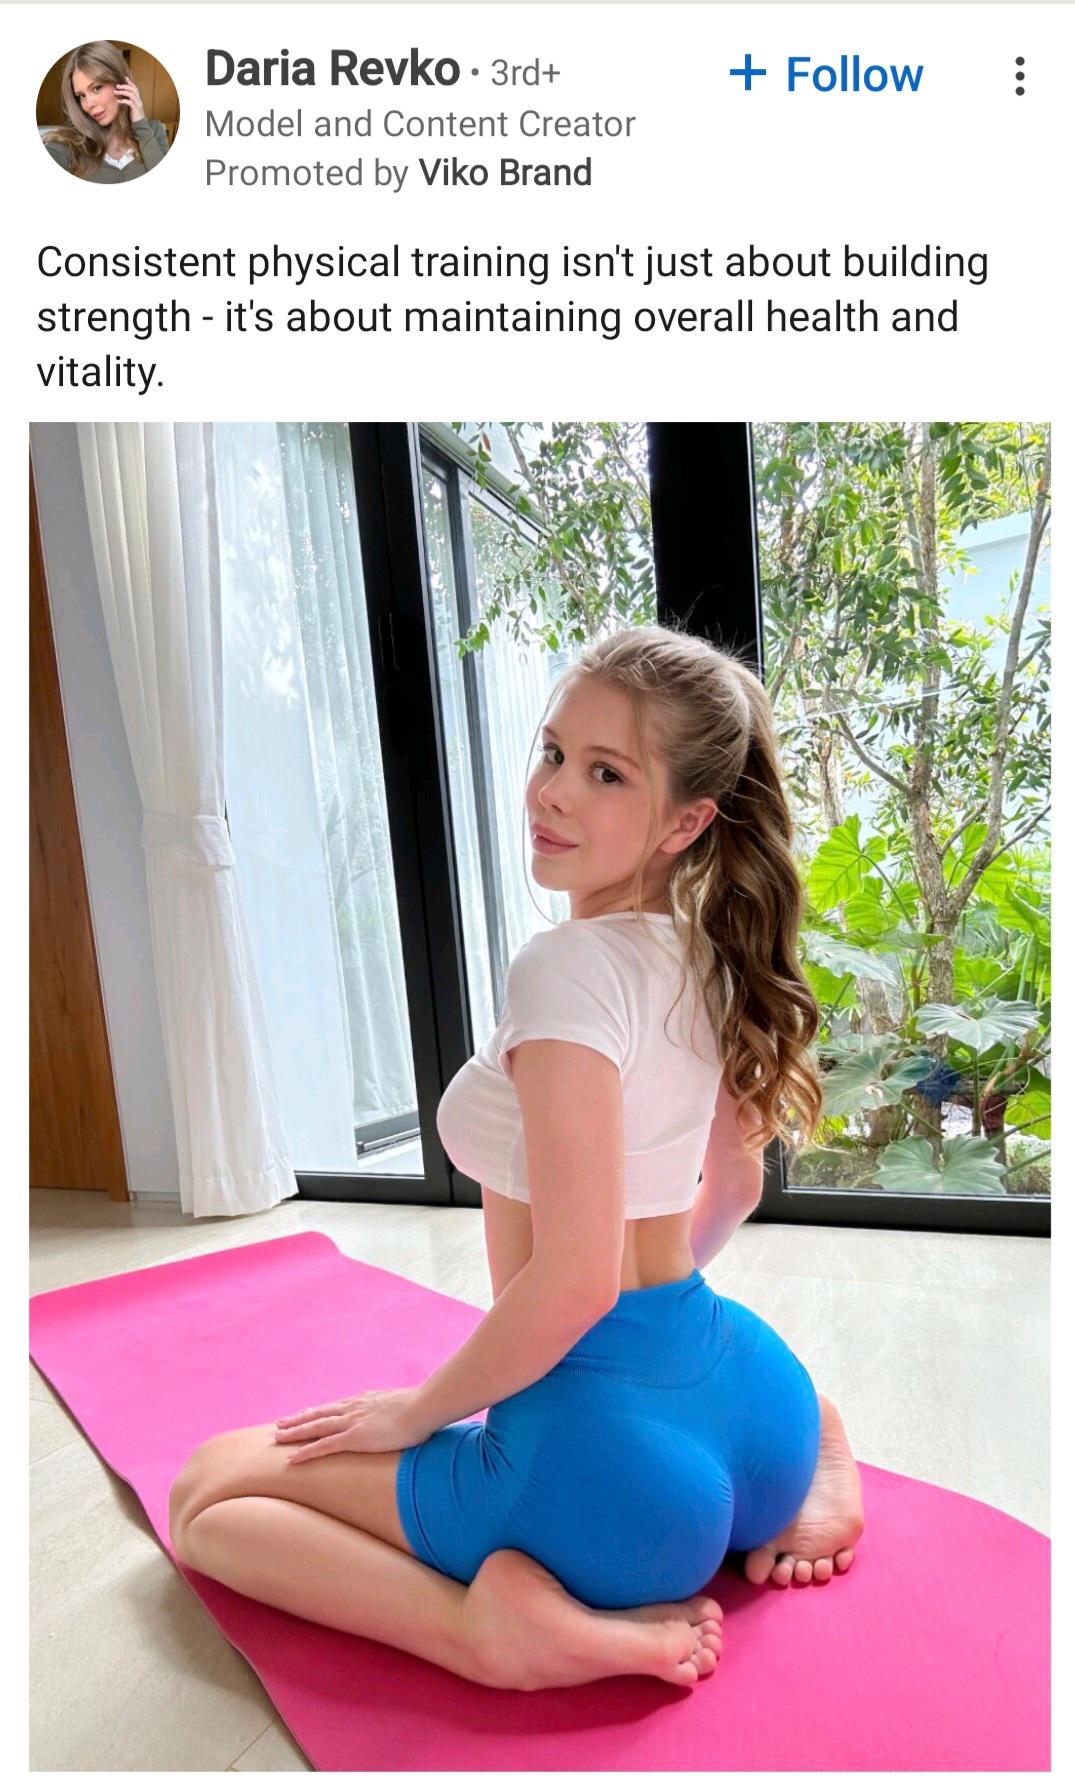 Daria Revko • 3rd+
+ Follow
Model and Content Creator
Promoted by Viko Brand
Consistent physical training isn't just about building
strength - it's about maintaining overall health and
vitality.